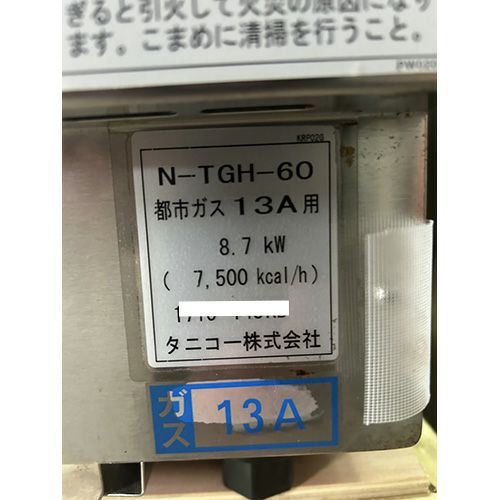 ぎると引火して火災の原因になり
ます。こまめに清掃を行うこと。
PW020
KRP026
N-TGH-60
都市ガス 13A用
8.7 kW
( 7,500 kcal/h)
タニコー株式会社
ガス 13A